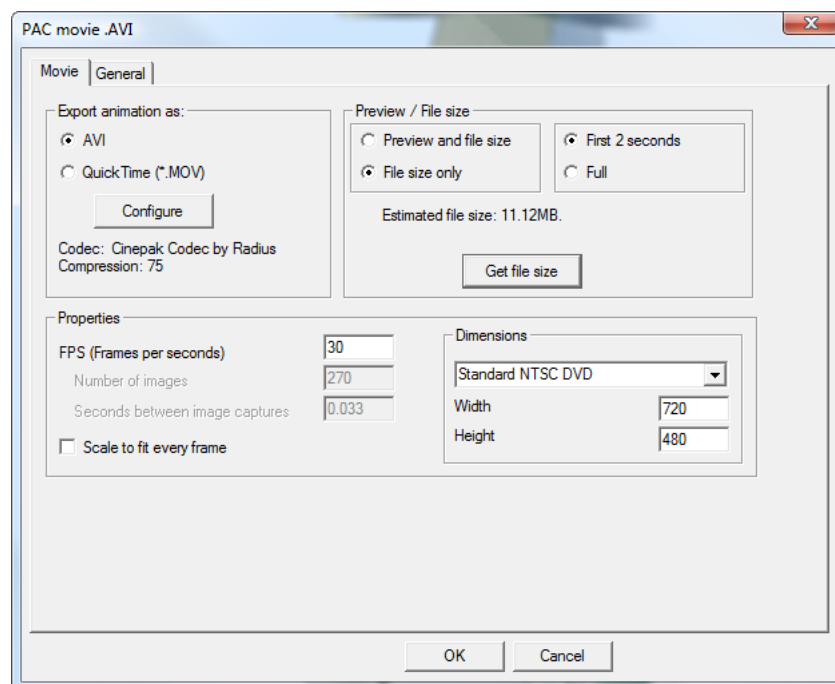 PAC movie .AVI
Movie
General
Export animation as:
AVI
QuickTime (*.MOV)
Configure
Codec: Cinepak Codec by Radius
Compression: 75
Preview / File size
Preview and file size
File size only
First 2 seconds
Full
Estimated file size: 11.12MB.
Get file size
Properties
FPS (Frames per seconds) 30
Number of images 270
Seconds between image captures 0.033
Scale to fit every frame
Dimensions
Standard NTSC DVD
Width 720
Height 480
OK
Cancel